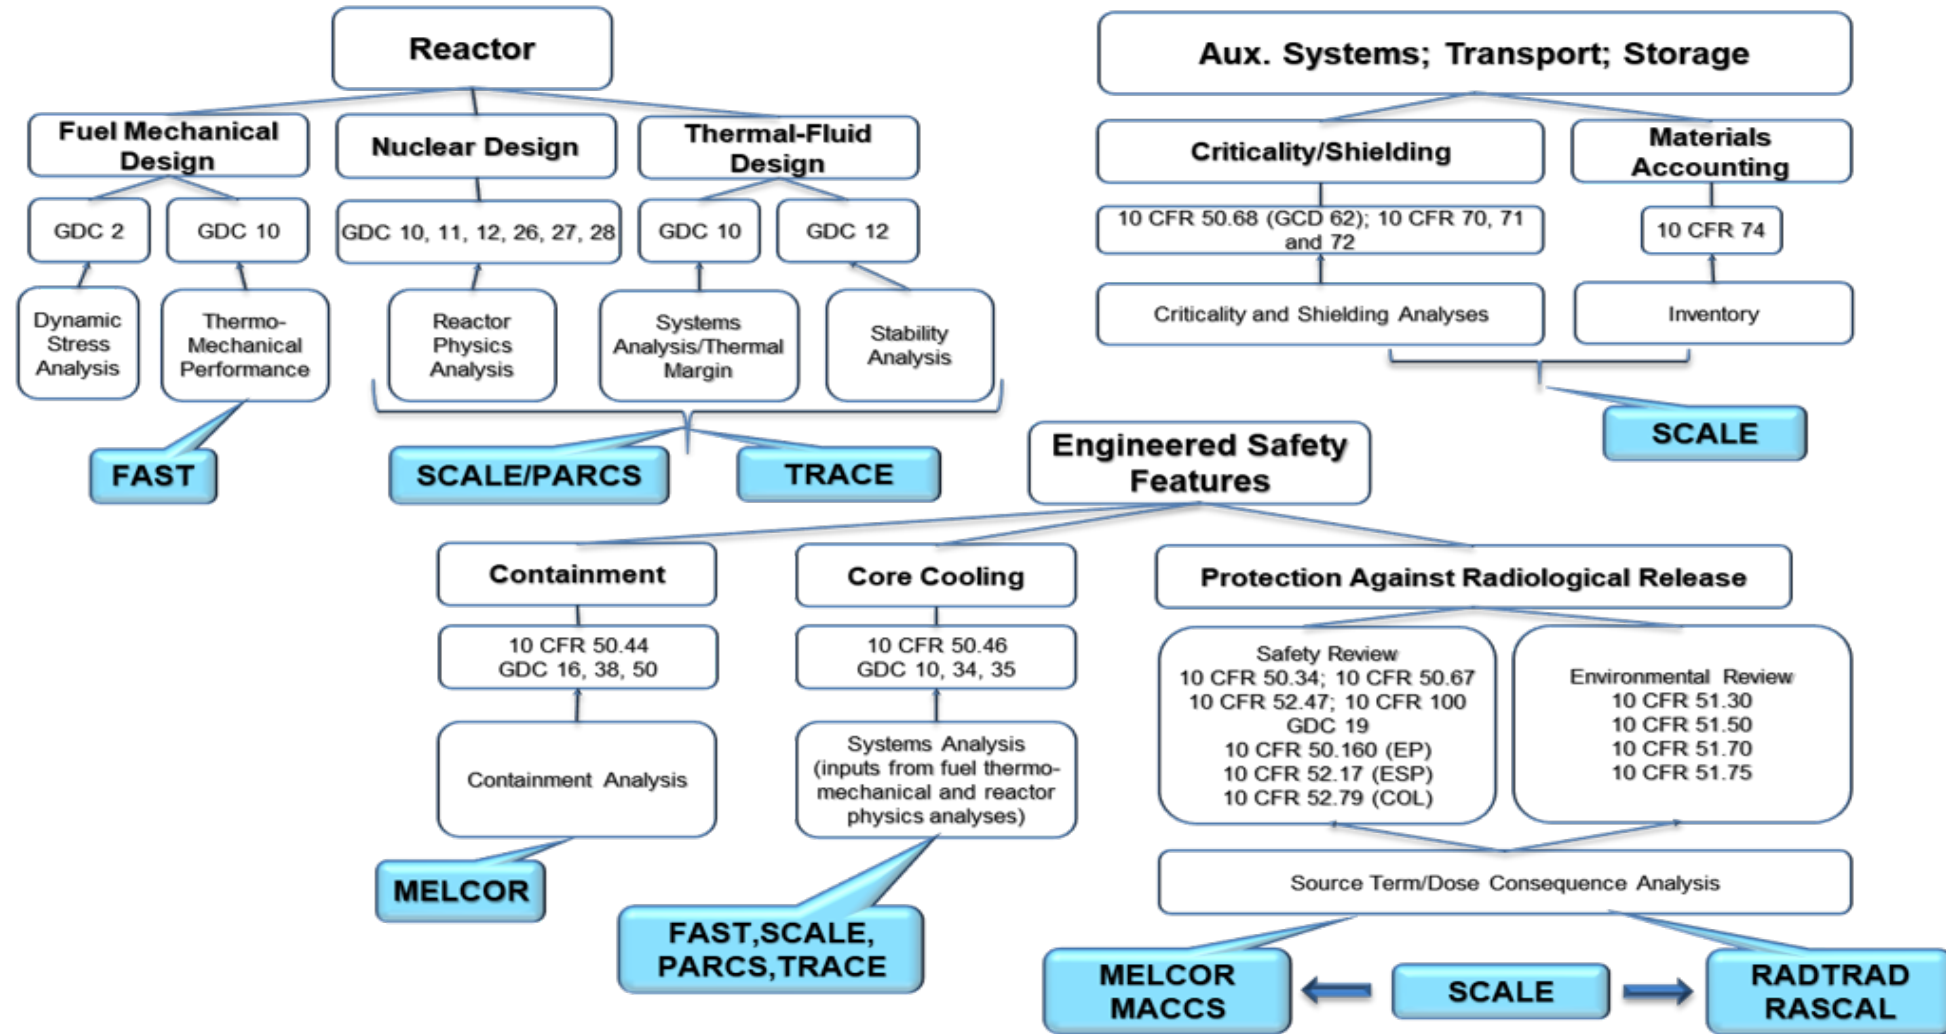 Reactor
Aux. Systems; Transport; Storage
Fuel Mechanical
Design
Nuclear Design
Thermal-Fluid
Design
Criticality/Shielding
Materials
Accounting
GDC 2
GDC 10
GDC 10, 11, 12, 26, 27, 28
GDC 10
GDC 12
10 CFR 50.68 (GCD 62); 10 CFR 70, 71
and 72
10 CFR 74
Dynamic
Stress
Analysis
Thermo-
Mechanical
Performance
Reactor
Physics
Analysis
Systems
Analysis/Thermal
Margin
Stability
Analysis
Criticality and Shielding Analyses
Inventory
FAST
SCALE/PARCS
TRACE
SCALE
Engineered Safety
Features
Containment
Core Cooling
Protection Against Radiological Release
10 CFR 50.44
GDC 16, 38, 50
10 CFR 50.46
GDC 10, 34, 35
Safety Review
10 CFR 50.34; 10 CFR 50.67
10 CFR 52.47; 10 CFR 100
GDC 19
10 CFR 50.160 (EP)
10 CFR 52.17 (ESP)
10 CFR 52.79 (COL)
Environmental Review
10 CFR 51.30
10 CFR 51.50
10 CFR 51.70
10 CFR 51.75
Containment Analysis
Systems Analysis
(inputs from fuel thermo-
mechanical and reactor
physics analyses)
Source Term/Dose Consequence Analysis
MELCOR
FAST,SCALE,
PARCS,TRACE
MELCOR
MACCS
SCALE
RADTRAD
RASCAL